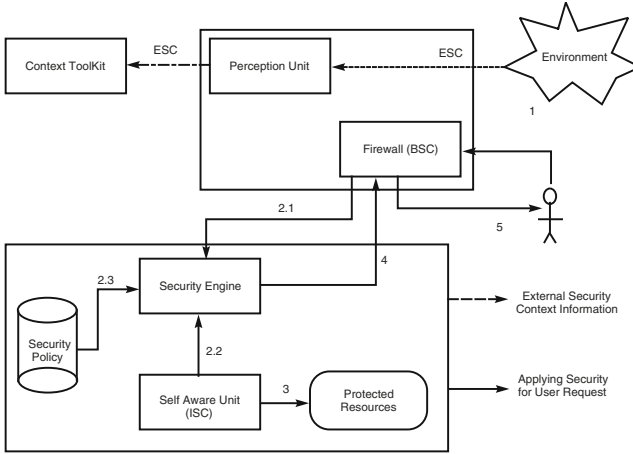 ESC
ESC
Context ToolKit
Perception Unit
Environment
1
Firewall (BSC)
2.1
5
4
2.3
Security Engine
Security
Policy
2.2
External Security
Context Information
Self Aware Unit
(ISC)
3
Protected
Resources
Applying Security
for User Request